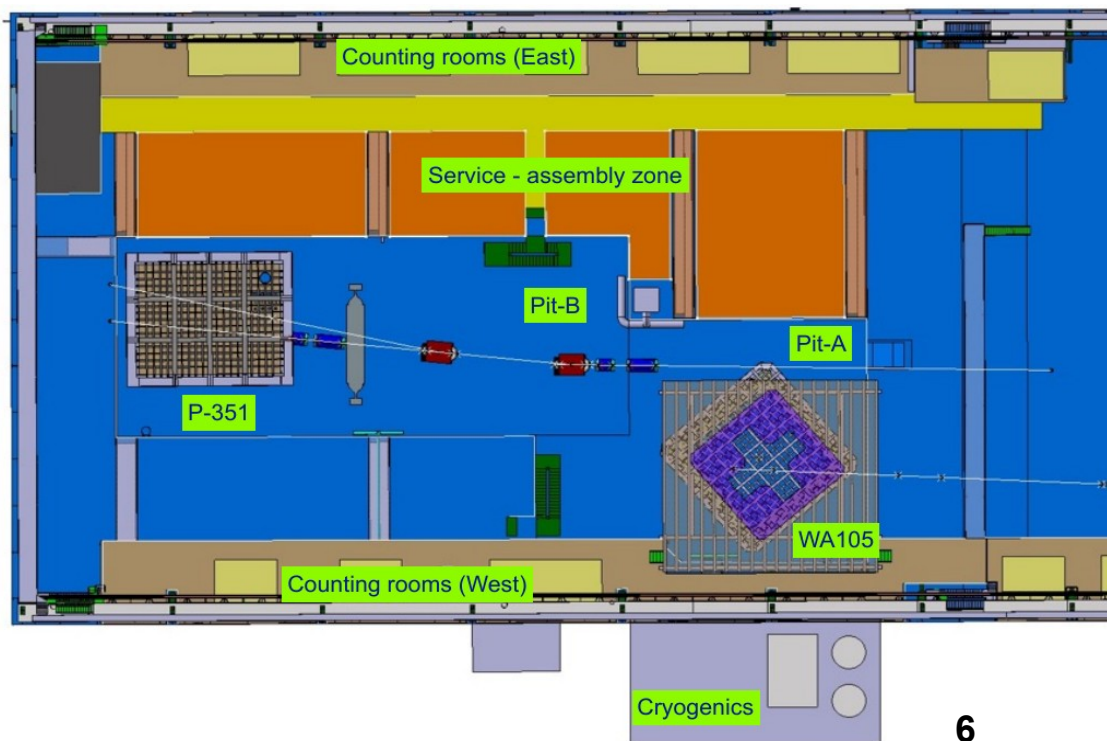 Counting rooms (East)
Service - assembly zone
Pit-B
Pit-A
P-351
WA105
Counting rooms (West)
Cryogenics
6